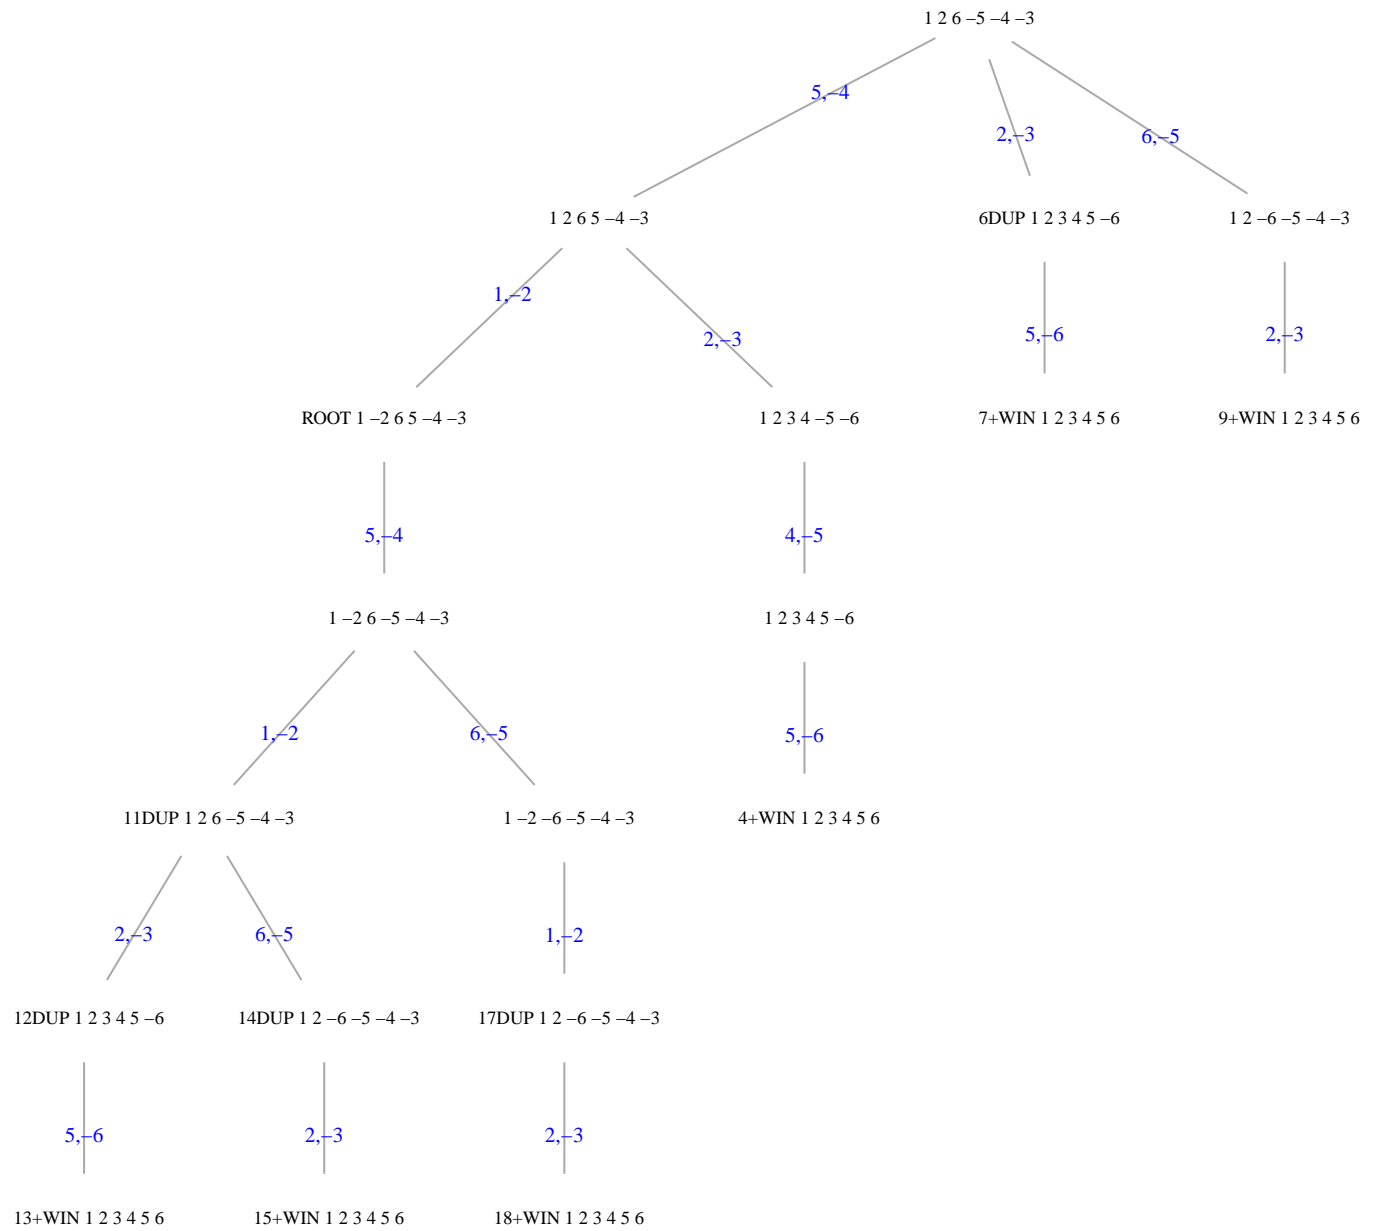 1 2 6 –5 –4 –3
5,–4
2,–3
6,–5
1 2 6 5 –4 –3
6DUP 1 2 3 4 5 –6
1 2 –6 –5 –4 –3
1,–2
2,–3
5,–6
2,–3
ROOT 1 –2 6 5 –4 –3
1 2 3 4 –5 –6
7+WIN 1 2 3 4 5 6
9+WIN 1 2 3 4 5 6
5,–4
4,–5
1 –2 6 –5 –4 –3
1 2 3 4 5 –6
1,–2
6,–5
5,–6
11DUP 1 2 6 –5 –4 –3
1 –2 –6 –5 –4 –3
4+WIN 1 2 3 4 5 6
2,–3
6,–5
1,–2
12DUP 1 2 3 4 5 –6
14DUP 1 2 –6 –5 –4 –3
17DUP 1 2 –6 –5 –4 –3
5,–6
2,–3
2,–3
13+WIN 1 2 3 4 5 6
15+WIN 1 2 3 4 5 6
18+WIN 1 2 3 4 5 6